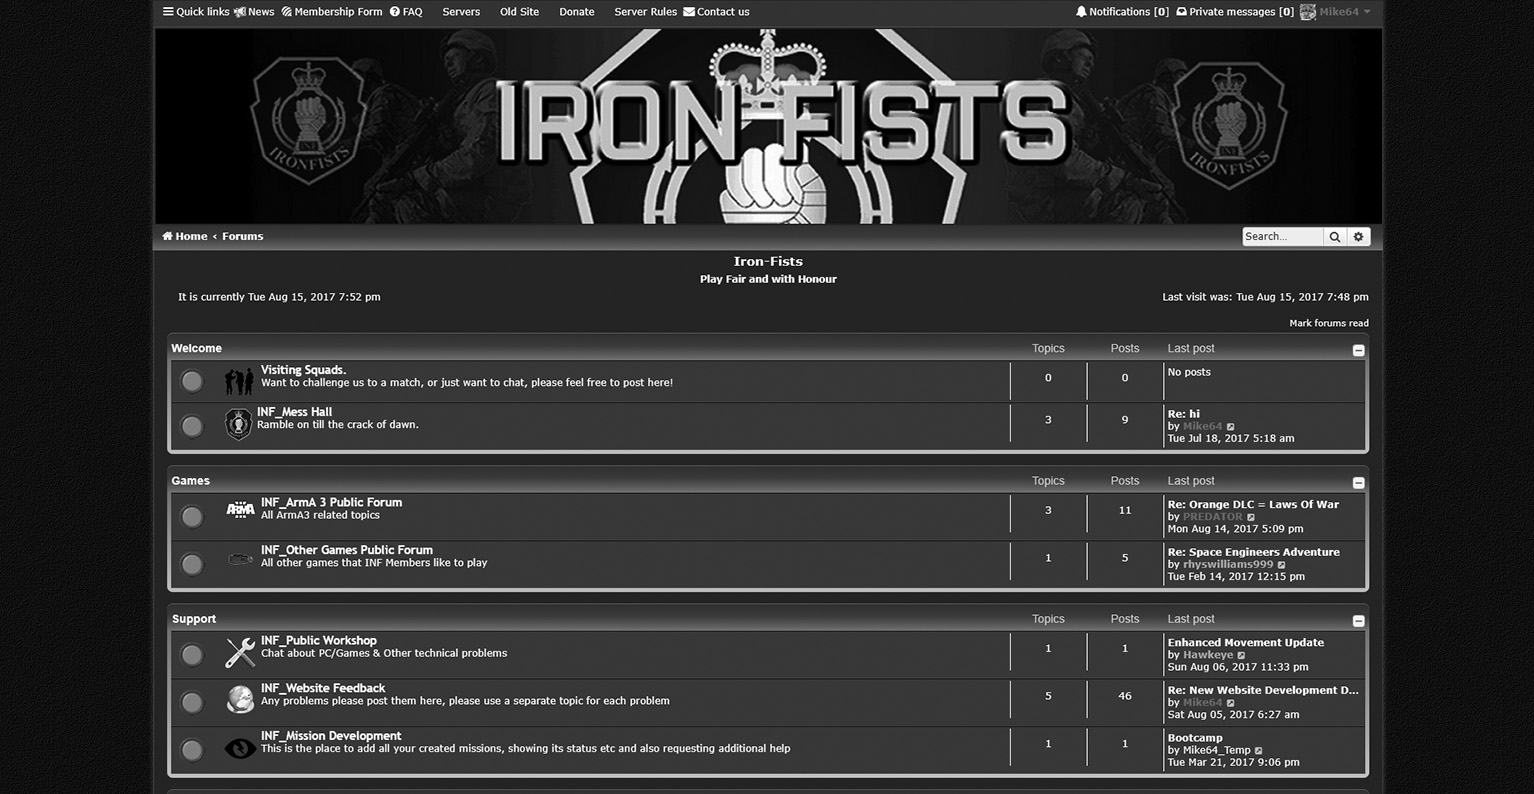 Quick links News Membership Form FAQ Servers Old Site Donate Server Rules Contact us Notifications [0] Private messages [0] Mike64
IRON FISTS
IRONFISTS
IRONFISTS
Home ‹ Forums Search...
Iron-Fists
Play Fair and with Honour
It is currently Tue Aug 15, 2017 7:52 pm Last visit was: Tue Aug 15, 2017 7:48 pm
Mark forums read
Welcome Topics Posts Last post
Visiting Squads.
Want to challenge us to a match, or just want to chat, please feel free to post here!
0 0 No posts
INF_Mess Hall
Ramble on till the crack of dawn.
3 9 Re: hi
by Mike64
Tue Jul 18, 2017 5:18 am
Games Topics Posts Last post
ARMA
INF_ArmA 3 Public Forum
All ArmA3 related topics
3 11 Re: Orange DLC = Laws Of War
by PREDATOR
Mon Aug 14, 2017 5:09 pm
INF_Other Games Public Forum
All other games that INF Members like to play
1 5 Re: Space Engineers Adventure
by rhyswilliams999
Tue Feb 14, 2017 12:15 pm
Support Topics Posts Last post
INF_Public Workshop
Chat about PC/Games & Other technical problems
1 1 Enhanced Movement Update
by Hawkeye
Sun Aug 06, 2017 11:33 pm
INF_Website Feedback
Any problems please post them here, please use a separate topic for each problem
5 46 Re: New Website Development D...
by Mike64
Sat Aug 05, 2017 6:27 am
INF_Mission Development
This is the place to add all your created missions, showing its status etc and also requesting additional help
1 1 Bootcamp
by Mike64_Temp
Tue Mar 21, 2017 9:06 pm